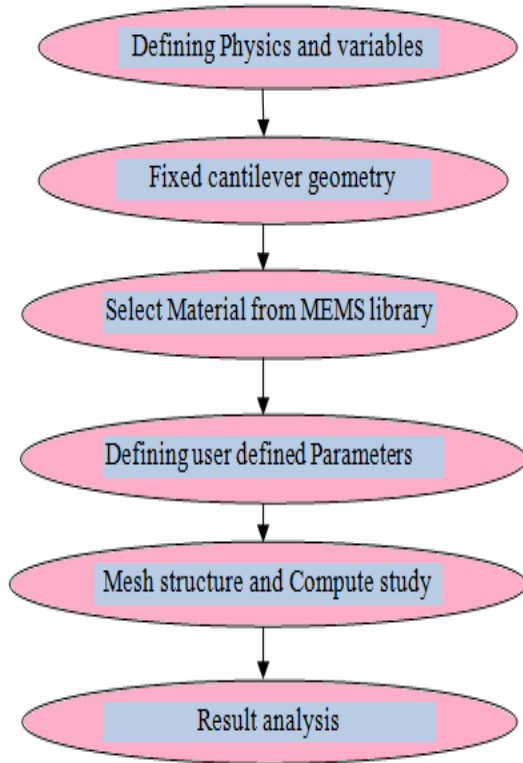 Defining Physics and variables
Fixed cantilever geometry
Select Material from MEMS library
Defining user defined Parameters
Mesh structure and Compute study
Result analysis